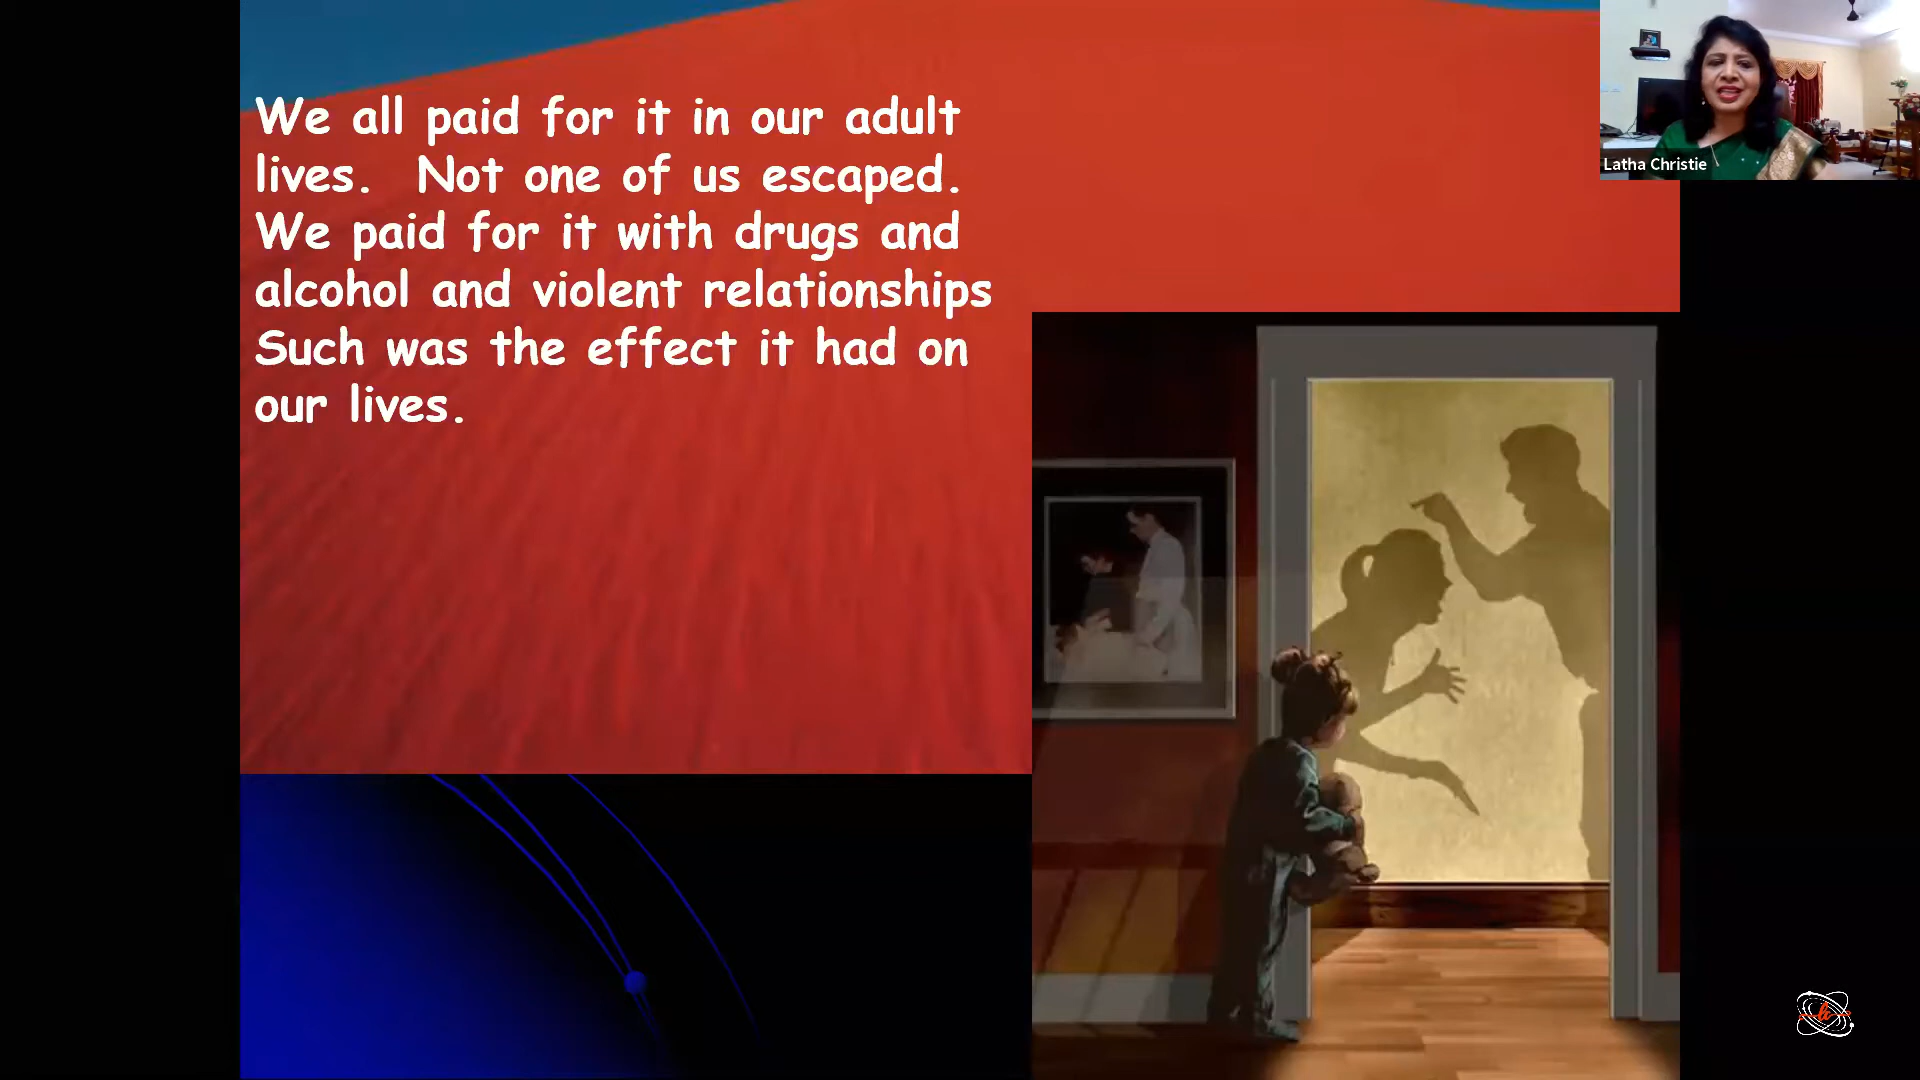 We all paid for it in our adult
lives.  Not one of us escaped.
We paid for it with drugs and
alcohol and violent relationships
Such was the effect it had on
our lives.
Latha Christie